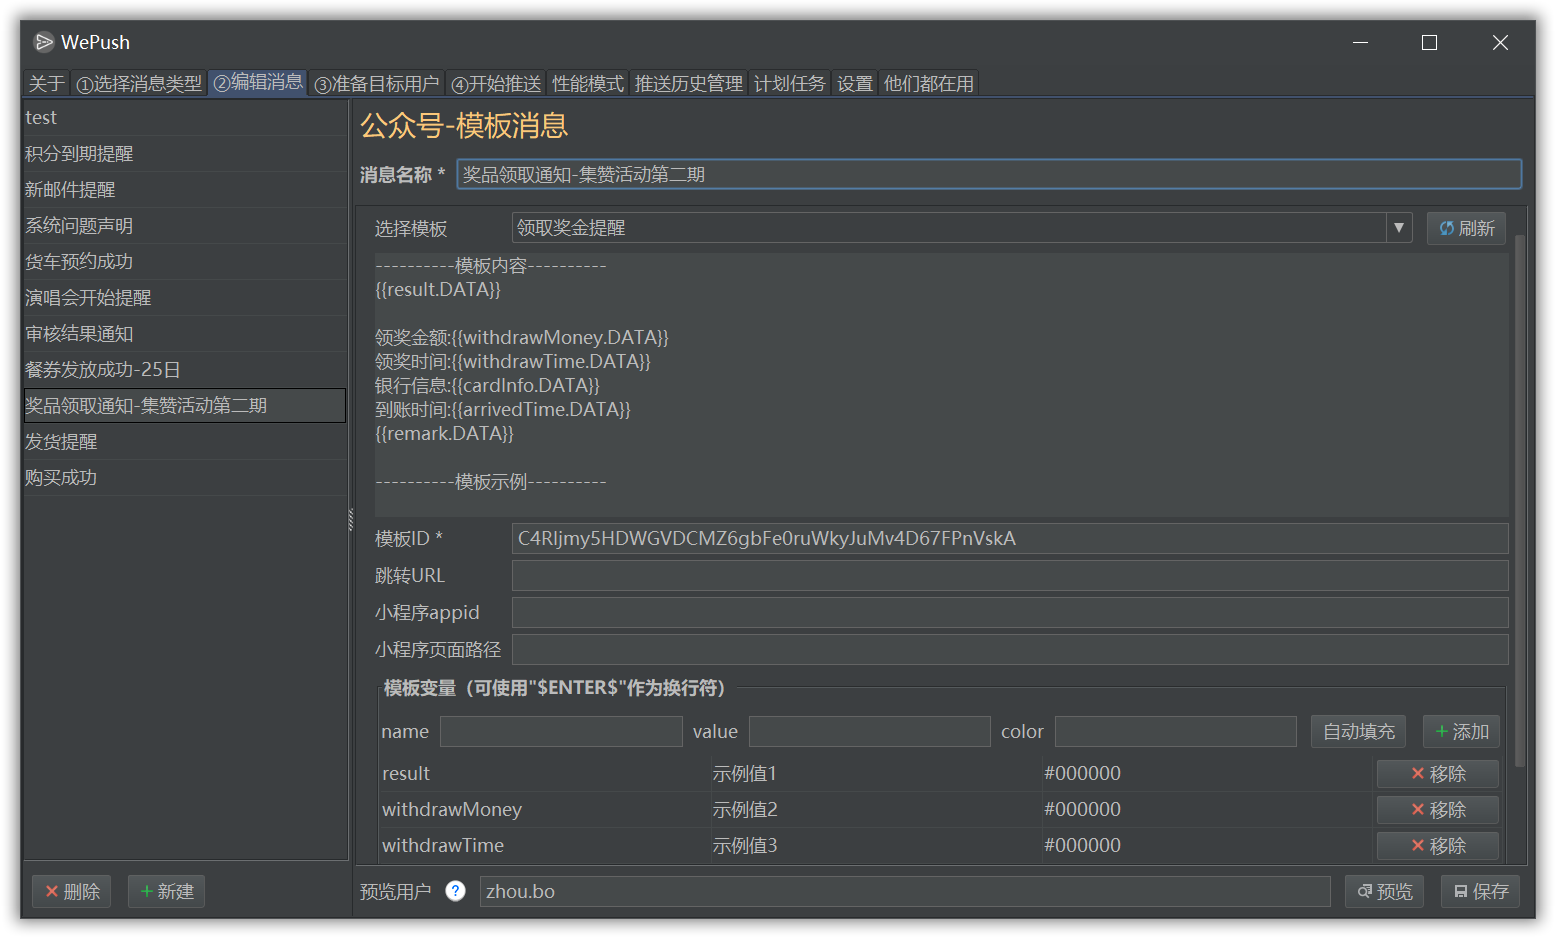 WePush
关于 ①选择消息类型 ②编辑消息 ③准备目标用户 ④开始推送 性能模式 推送历史管理 计划任务 设置 他们都在用
test
积分到期提醒
新邮件提醒
系统问题声明
货车预约成功
演唱会开始提醒
审核结果通知
餐券发放成功-25日
奖品领取通知-集赞活动第二期
发货提醒
购买成功
删除 新建
公众号-模板消息
消息名称 * 奖品领取通知-集赞活动第二期
选择模板 领取奖金提醒 刷新
----------模板内容----------
{{result.DATA}}
领奖金额:{{withdrawMoney.DATA}}
领奖时间:{{withdrawTime.DATA}}
银行信息:{{cardInfo.DATA}}
到账时间:{{arrivedTime.DATA}}
{{remark.DATA}}
----------模板示例----------
模板ID * C4RIjmy5HDWGVDCMZ6gbFe0ruWkyJuMv4D67FPnVskA
跳转URL
小程序appid
小程序页面路径
模板变量（可使用"$ENTER$"作为换行符）
name value color 自动填充 添加
result 示例值1 #000000 移除
withdrawMoney 示例值2 #000000 移除
withdrawTime 示例值3 #000000 移除
预览用户 ? zhou.bo 预览 保存